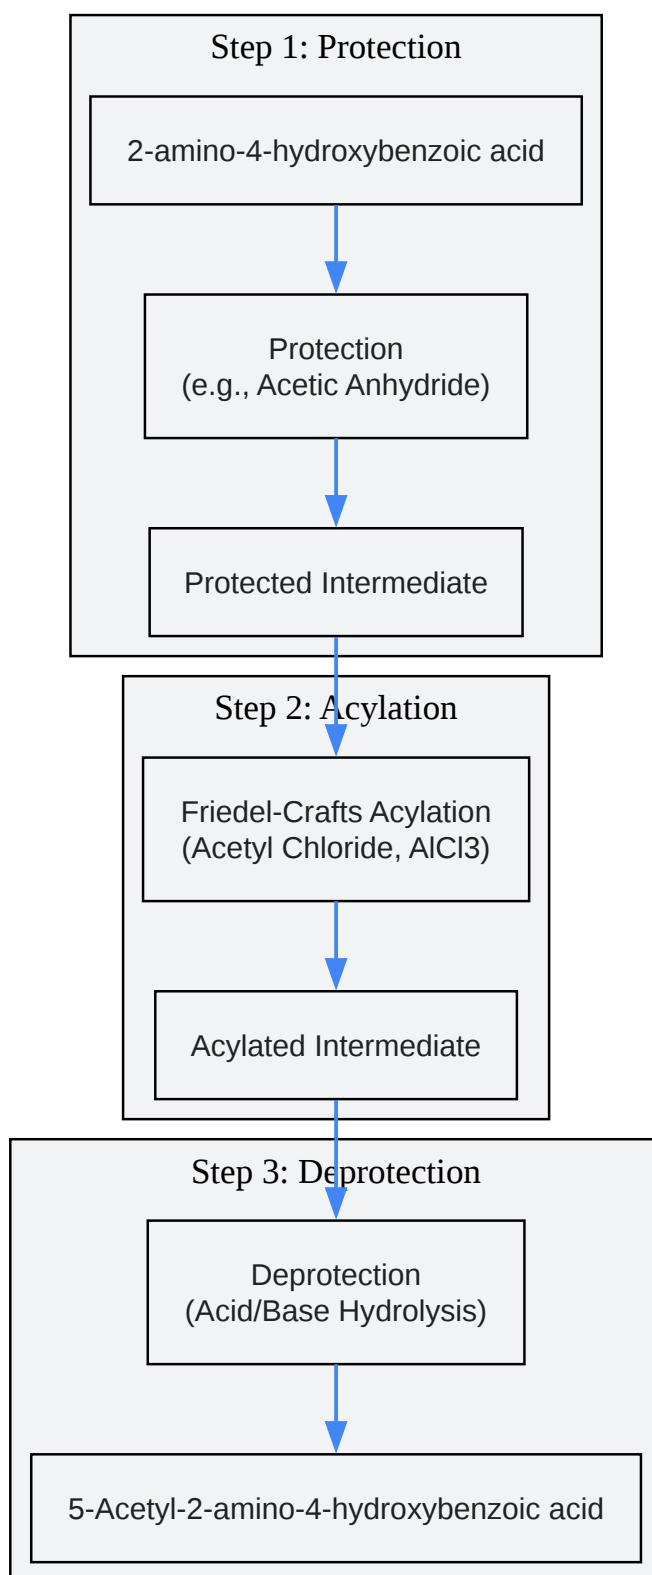 Step 1: Protection
2-amino-4-hydroxybenzoic acid
Protection
(e.g., Acetic Anhydride)
Protected Intermediate
Step 2: Acylation
Friedel-Crafts Acylation
(Acetyl Chloride, AlCl3)
Acylated Intermediate
Step 3: Deprotection
Deprotection
(Acid/Base Hydrolysis)
5-Acetyl-2-amino-4-hydroxybenzoic acid